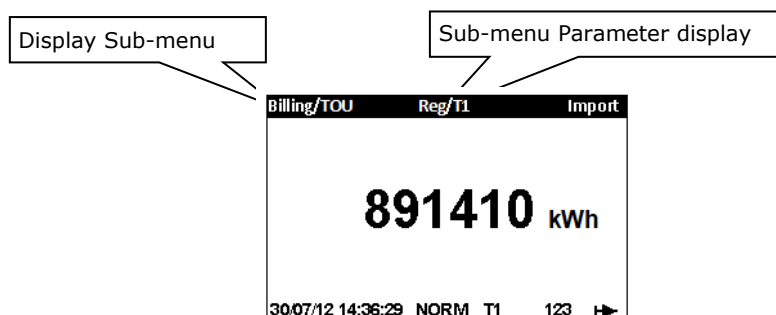 Display Sub-menu
Sub-menu Parameter display
Billing/TOU Reg/T1 Import
891410 kWh
30/07/12 14:36:29 NORM T1 123